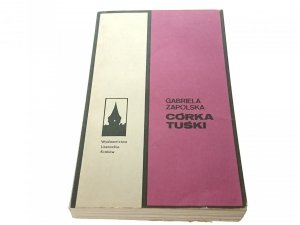 GABRIELA
ZAPOLSKA
CÓRKA
TUŚKI
Wydawnictwo
Literackie
Kraków